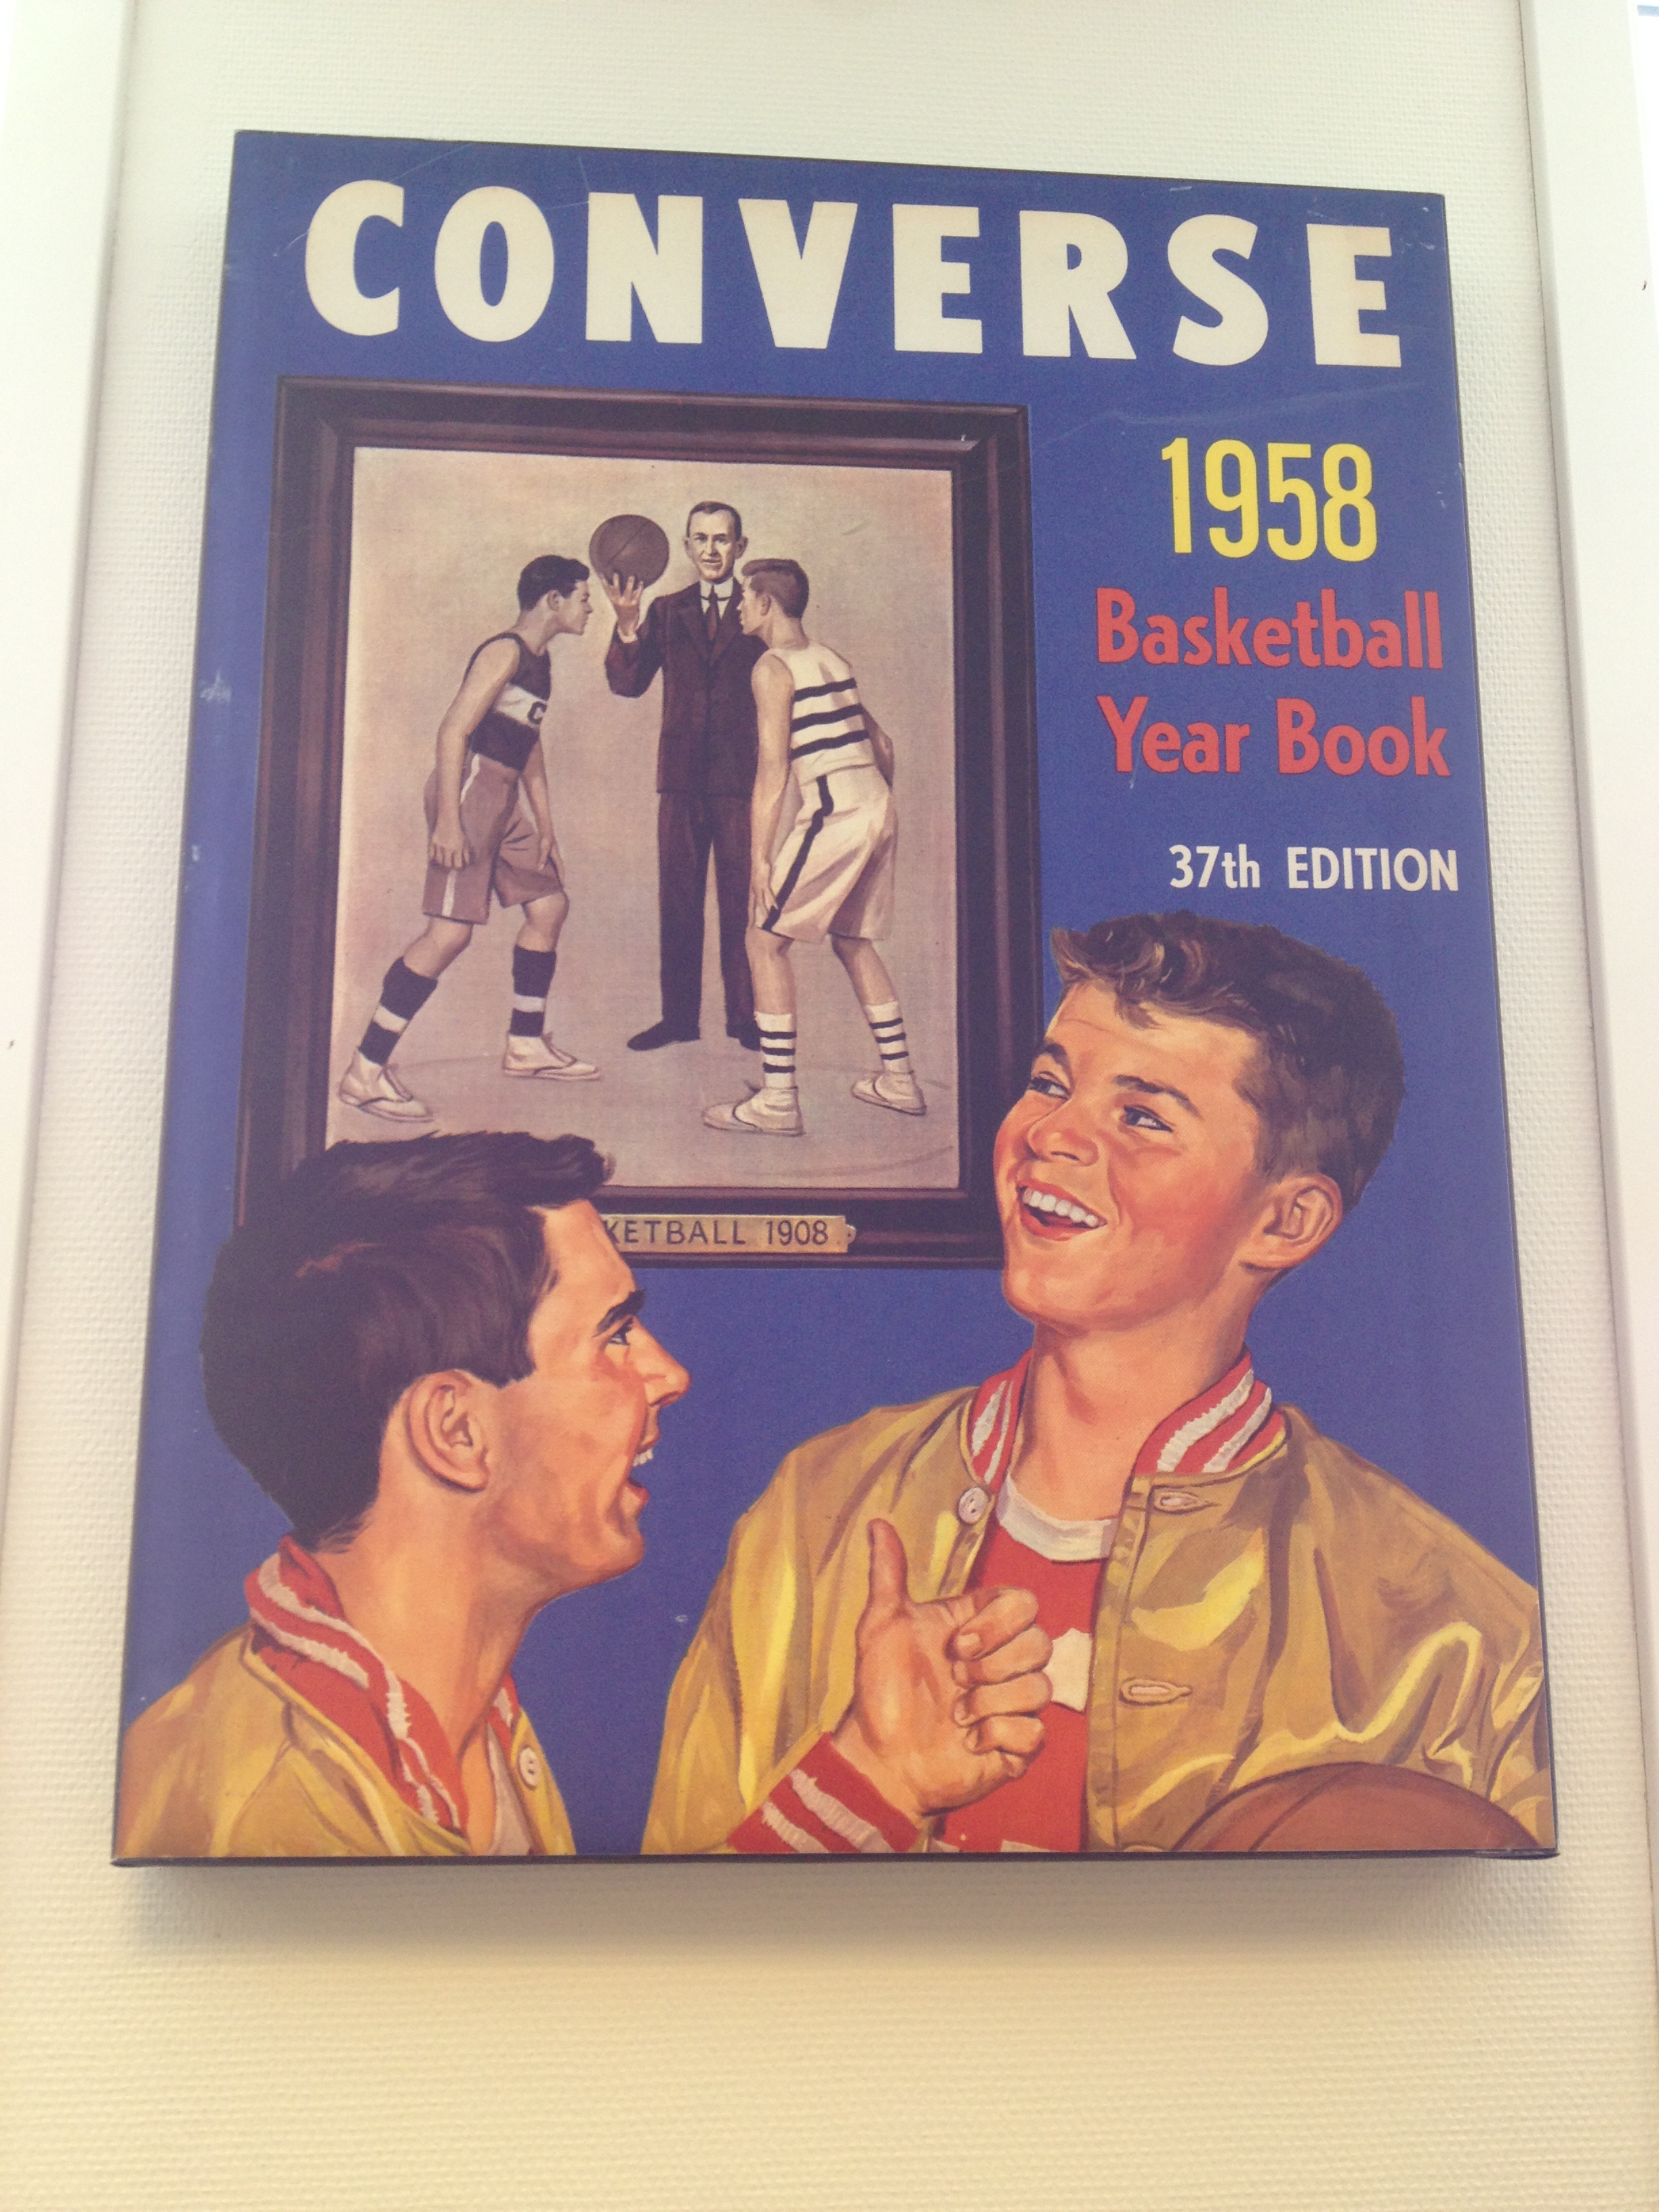 CONVERSE
1958
Basketball
Year Book
37th EDITION
KETBALL 1908
C